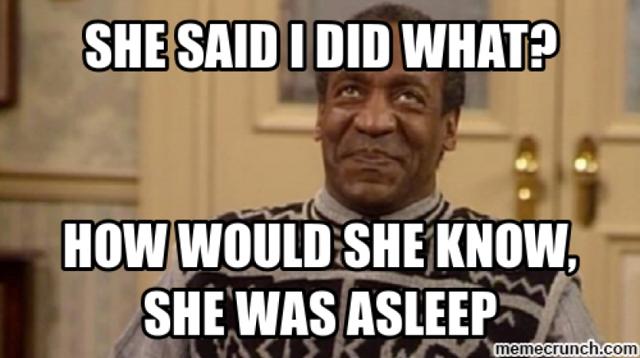 SHE SAID I DID WHAT?
HOW WOULD SHE KNOW,
SHE WAS ASLEEP
memecrunch.com